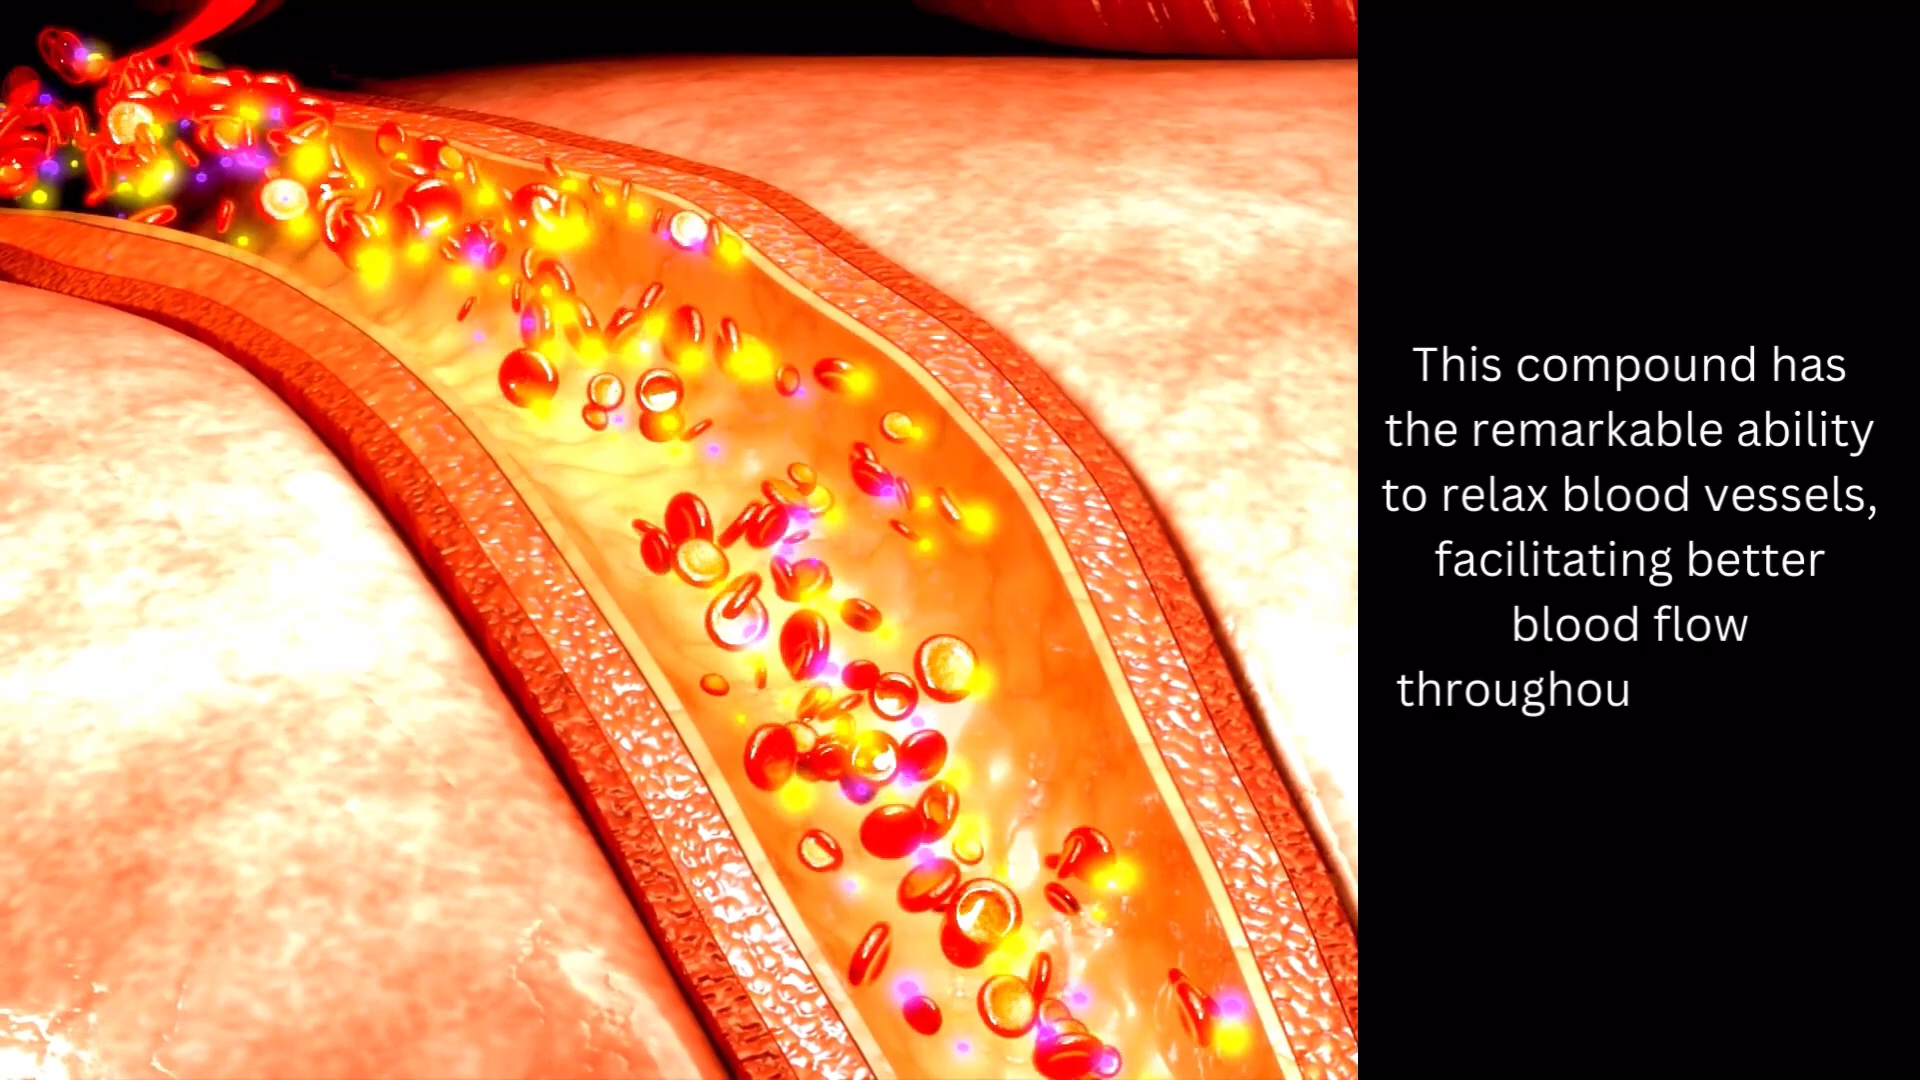 This compound has
the remarkable ability
to relax blood vessels,
facilitating better
blood flow
throughou